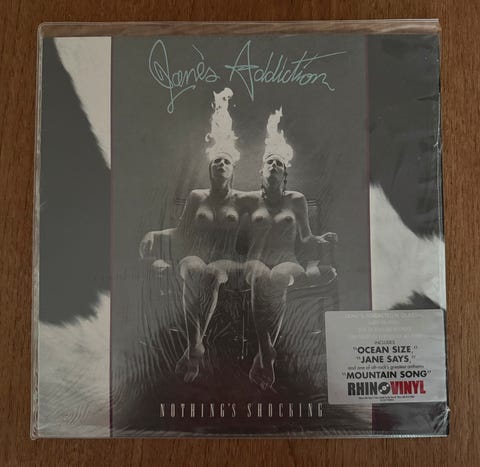 Jane's Addiction
NOTHING'S SHOCKING
INCLUDES
"OCEAN SIZE,"
"JANE SAYS,"
and one of alt-rock's greatest anthems
"MOUNTAIN SONG"
RHINO VINYL